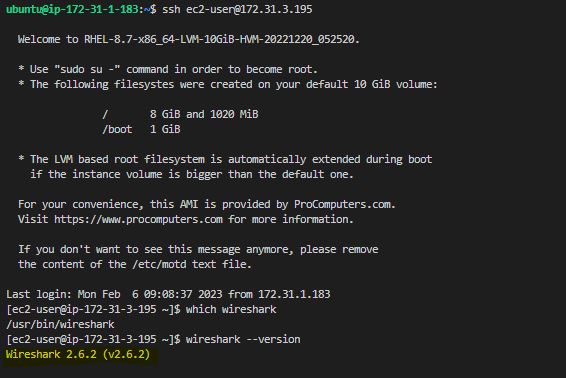 ubuntu@ip-172-31-1-183:~$ ssh ec2-user@172.31.3.195
Welcome to RHEL-8.7-x86_64-LVM-10GiB-HVM-20221220_052520.
* Use "sudo su -" command in order to become root.
* The following filesystes were created on your default 10 GiB volume:
/ 8 GiB and 1020 MiB
/boot 1 GiB
* The LVM based root filesystem is automatically extended during boot
if the instance volume is bigger than the default one.
For your convenience, this AMI is provided by ProComputers.com.
Visit https://www.procomputers.com for more information.
If you don't want to see this message anymore, please remove
the content of the /etc/motd text file.
Last login: Mon Feb  6 09:08:37 2023 from 172.31.1.183
[ec2-user@ip-172-31-3-195 ~]$ which wireshark
/usr/bin/wireshark
[ec2-user@ip-172-31-3-195 ~]$ wireshark --version
Wireshark 2.6.2 (v2.6.2)